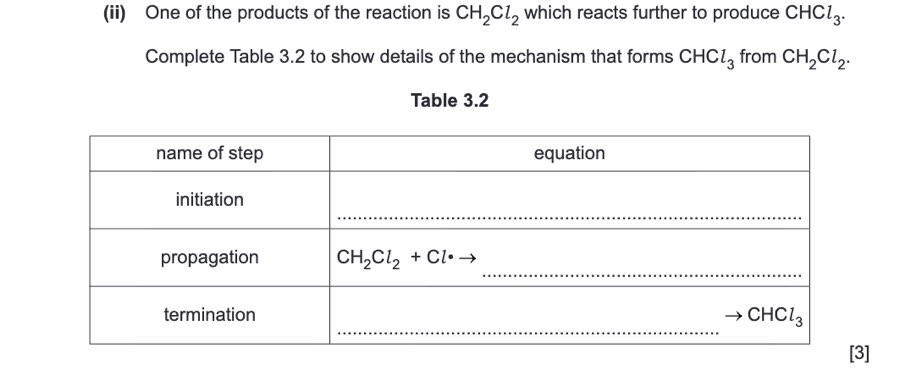 (ii) One of the products of the reaction is CH₂Cl₂ which reacts further to produce CHCl₃.
Complete Table 3.2 to show details of the mechanism that forms CHCl₃ from CH₂Cl₂.
Table 3.2
name of step equation
initiation ..........................................................................................
propagation CH₂Cl₂ + Cl• → ..............................................................
termination .......................................................................... → CHCl₃
[3]